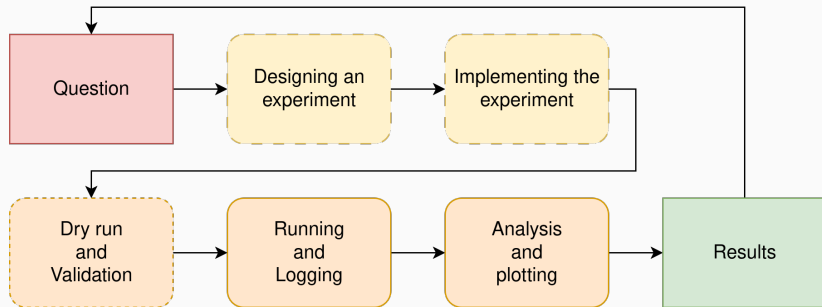 Question
Designing an
experiment
Implementing the
experiment
Dry run
and
Validation
Running
and
Logging
Analysis
and
plotting
Results